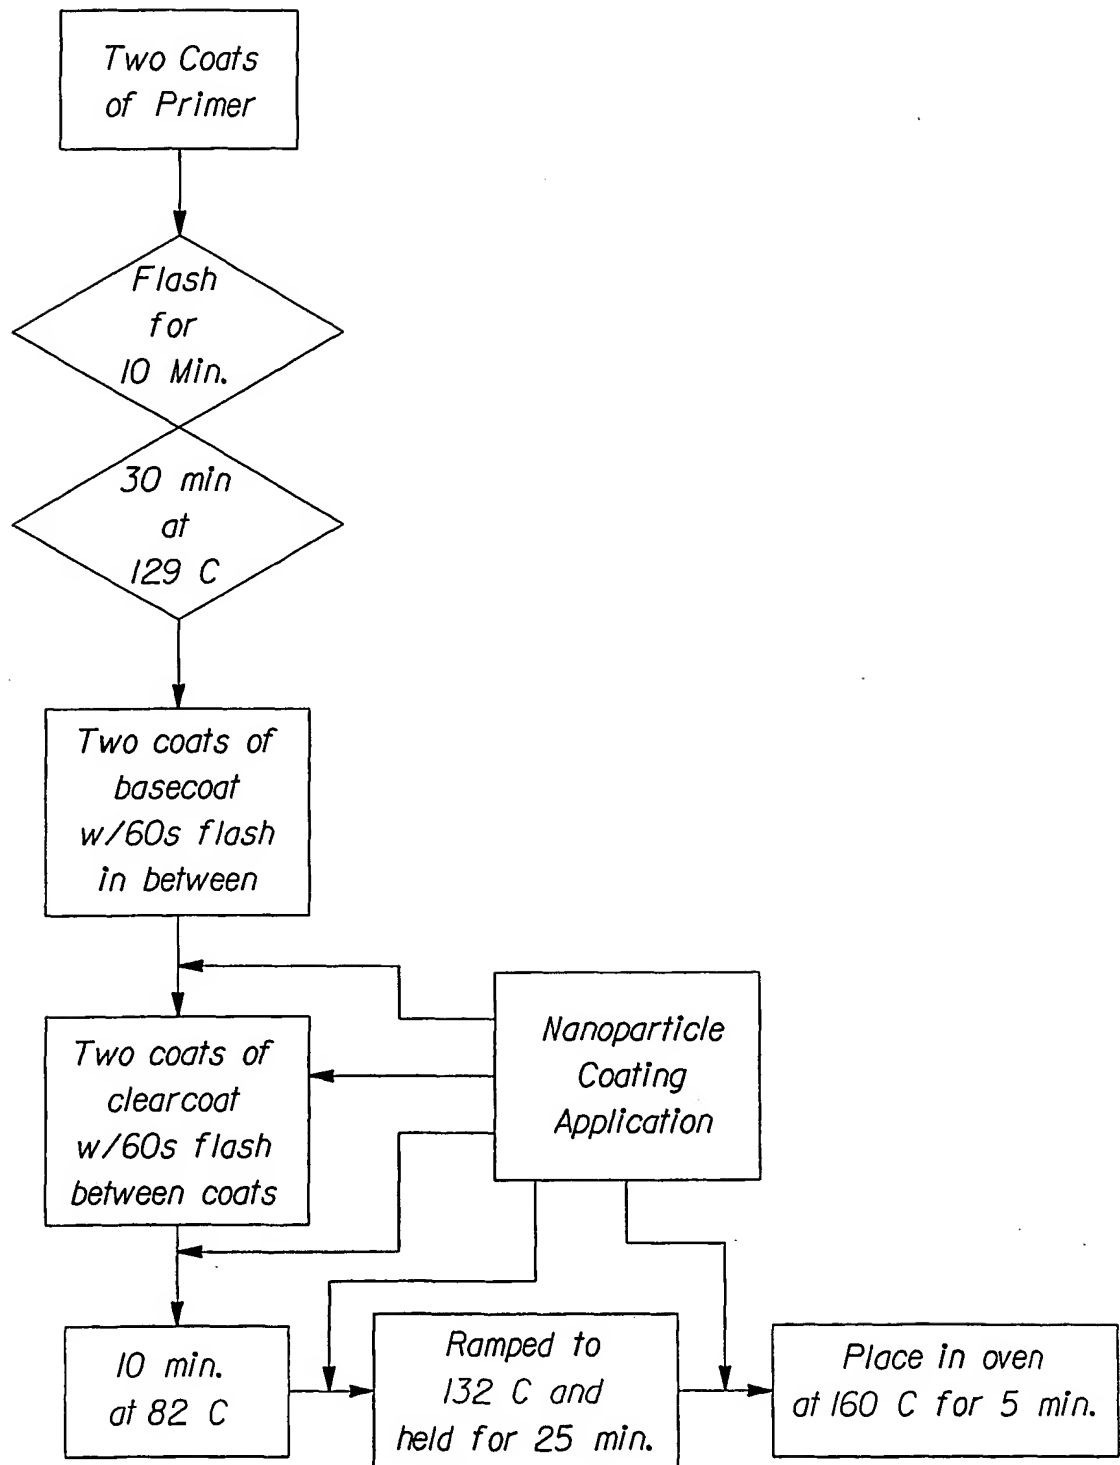 Two Coats
of Primer
Flash
for
10 Min.
30 min
at
129 C
Two coats of
basecoat
w/60s flash
in between
Two coats of
clearcoat
w/60s flash
between coats
Nanoparticle
Coating
Application
10 min.
at 82 C
Ramped to
132 C and
held for 25 min.
Place in oven
at 160 C for 5 min.